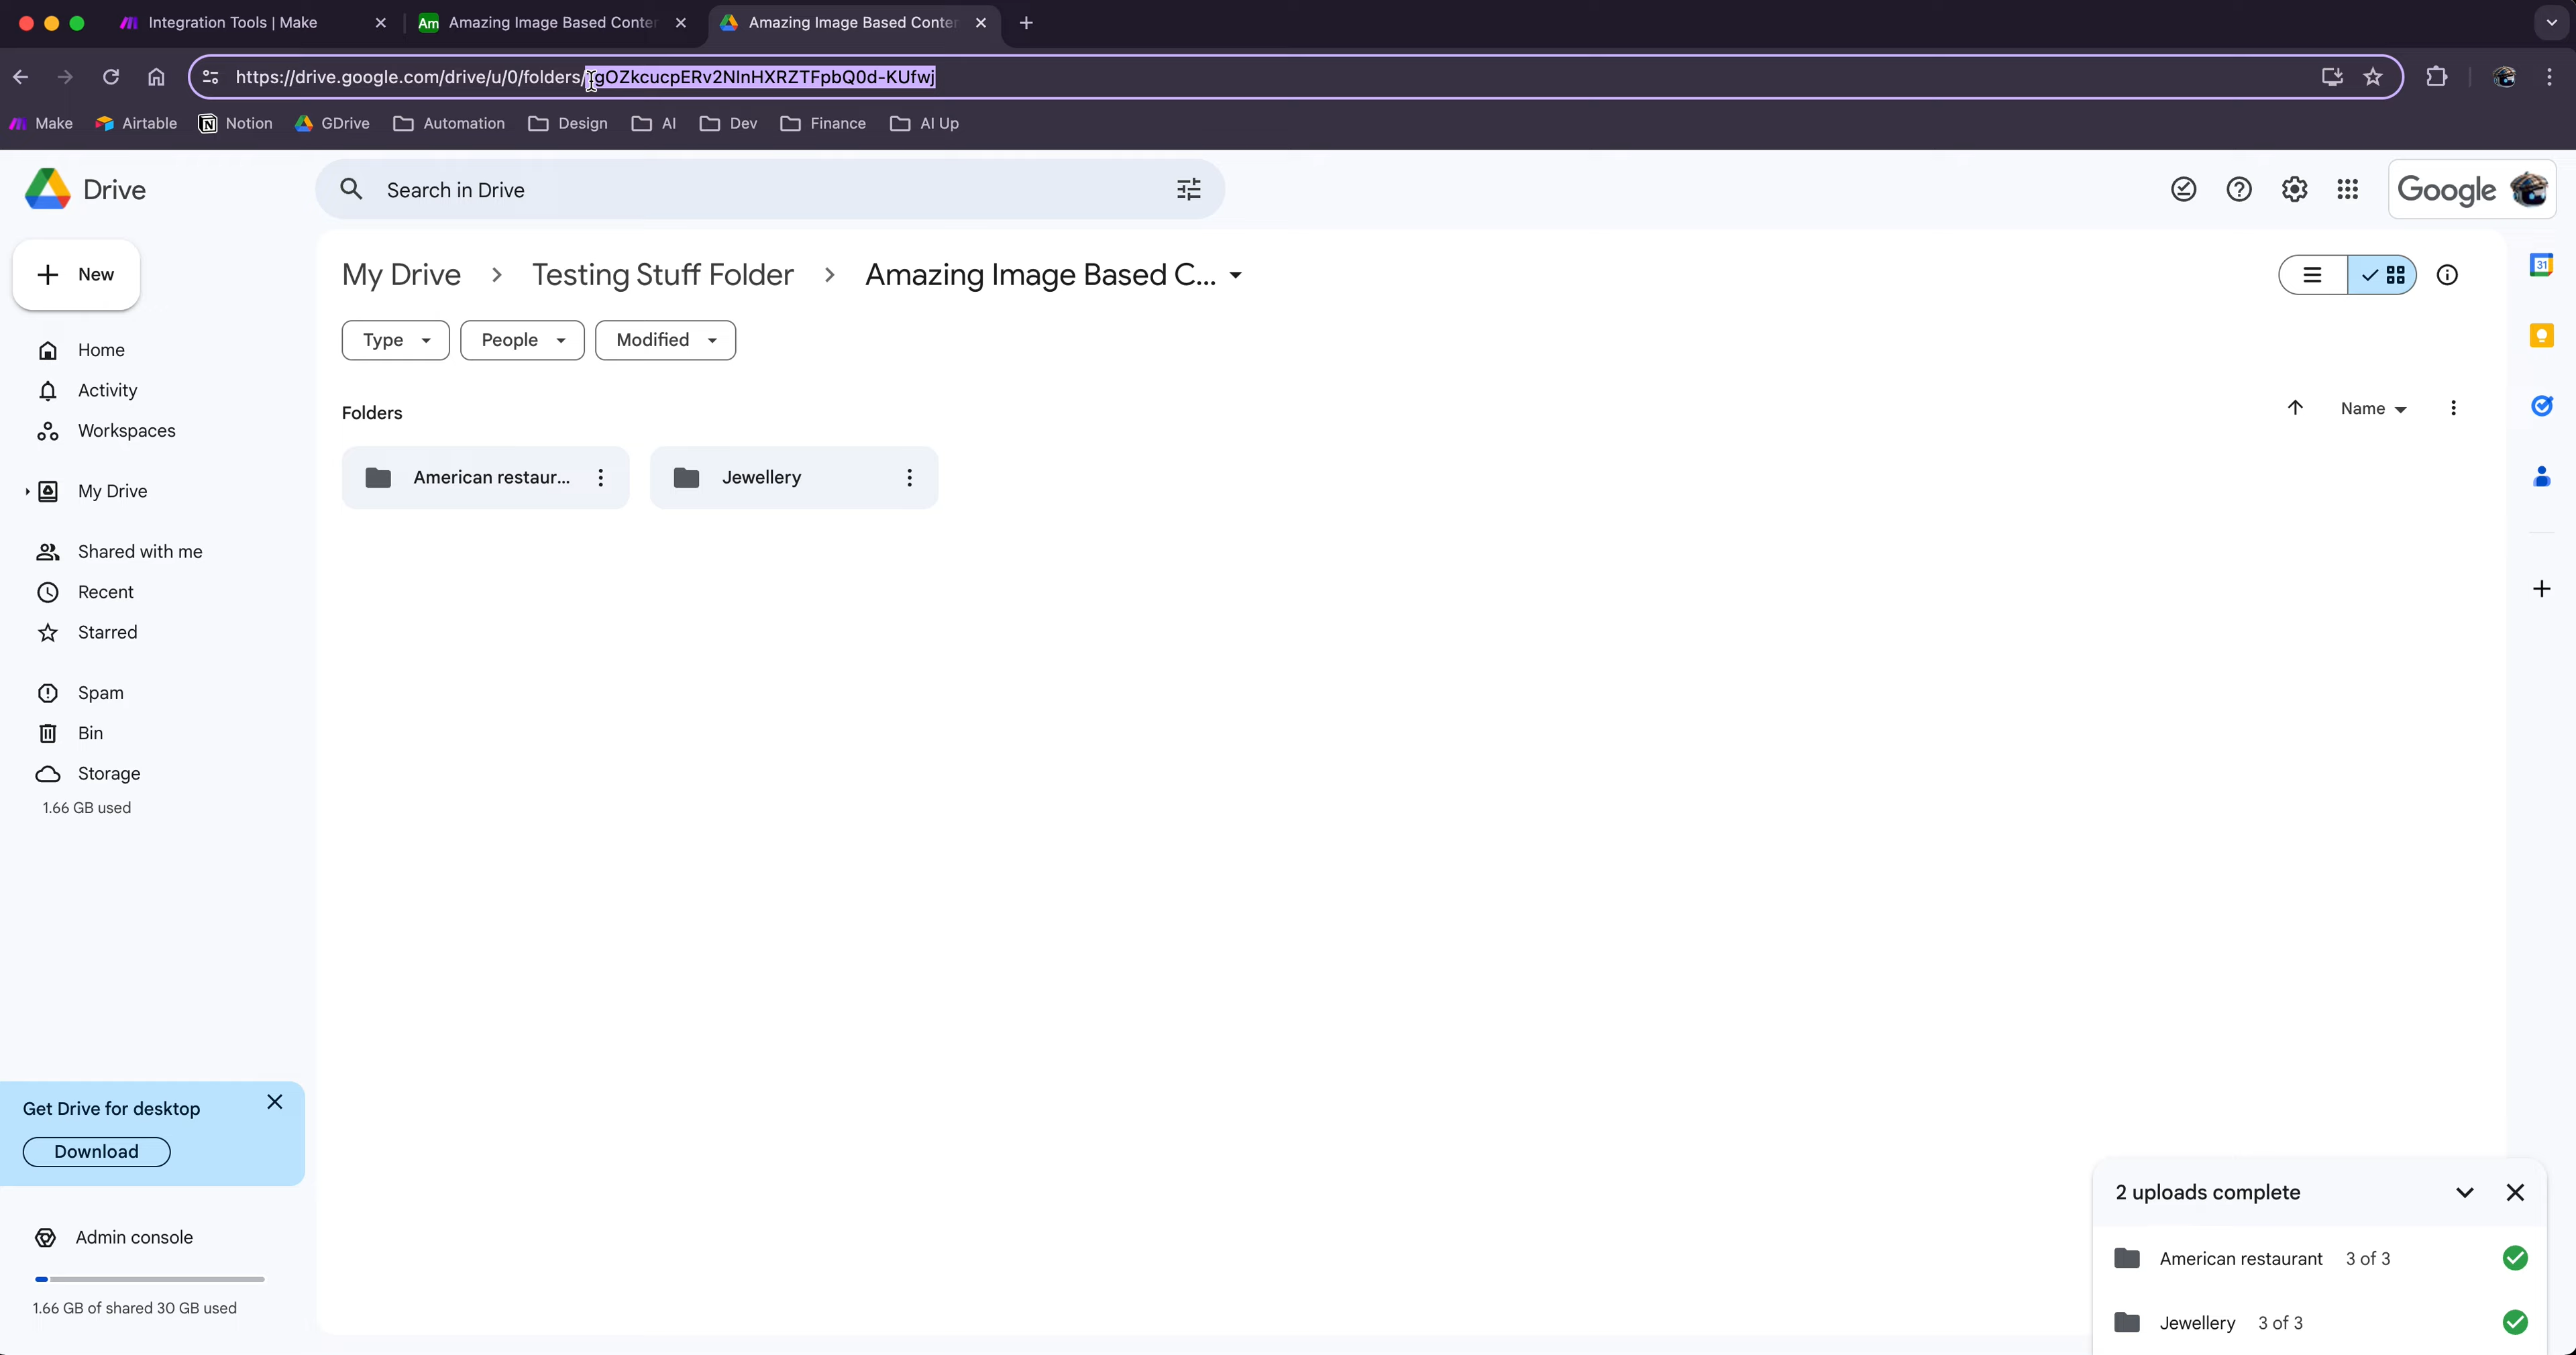 Integration Tools | Make
Am Amazing Image Based Conter
Amazing Image Based Conter
https://drive.google.com/drive/u/0/folders/
Make
Airtable
Notion
GDrive
Automation
Design
AI
Dev
Finance
AI Up
Drive
Search in Drive
Google
New
My Drive
Testing Stuff Folder
Amazing Image Based C...
Type
People
Modified
Home
Activity
Workspaces
My Drive
Shared with me
Recent
Starred
Spam
Bin
Storage
1.66 GB used
Folders
Name
American restaur...
Jewellery
31
Get Drive for desktop
Download
Admin console
1.66 GB of shared 30 GB used
2 uploads complete
American restaurant 3 of 3
Jewellery 3 of 3